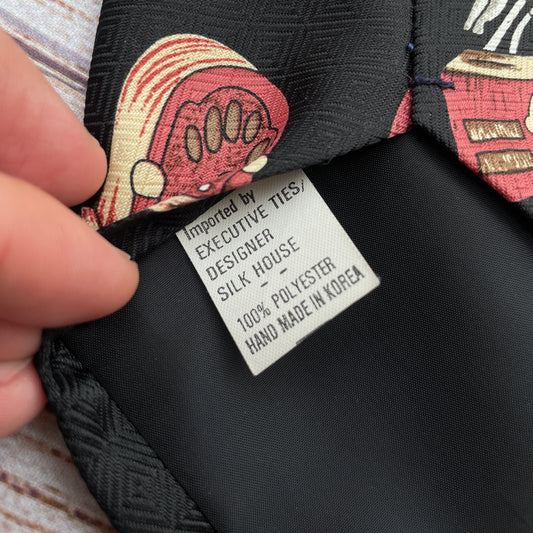 Imported by
EXECUTIVE TIES/
DESIGNER
SILK HOUSE
- -
100% POLYESTER
HAND MADE IN KOREA